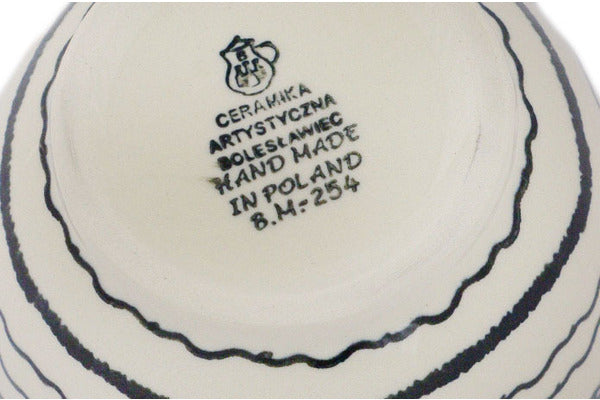 B
CERAMIKA
ARTYSTYCZNA
BOLESŁAWIEC
HAND MADE
IN POLAND
B.M.-254